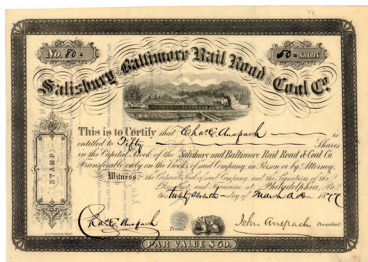 No. 80
50 Shares
Salisbury Baltimore Rail Road and Coal Co.
This is to Certify that Chas. E. Anspach is
entitled to Fifty Shares
in the Capital Stock of the Salisbury and Baltimore Rail Road & Coal Co.
Transferable only on the Books of said Company, in Person or by Attorney.
Witness, the Seal of said Company and the Signatures of the
President and Treasurer at Philadelphia, Pa.
this day of March A.D. 1877
STAMP
Chas E Anspach
Treasr.
John Anspach President
PAR VALUE $50.